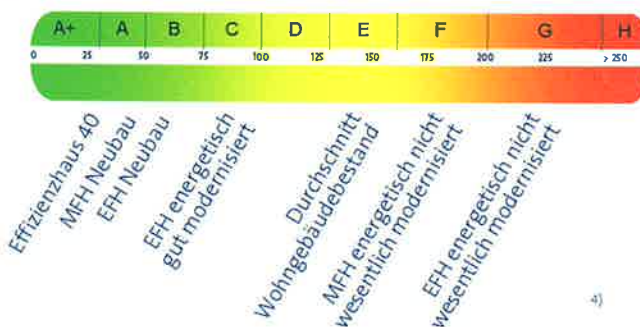 A+ A B C D E F G H
0 25 50 75 100 125 150 175 200 225 > 250
Effizienzhaus 40
MFH Neubau
EFH Neubau
EFH energetisch
gut modernisiert
Durchschnitt
Wohngebäudebestand
MFH energetisch nicht
wesentlich modernisiert
EFH energetisch nicht
wesentlich modernisiert
4)